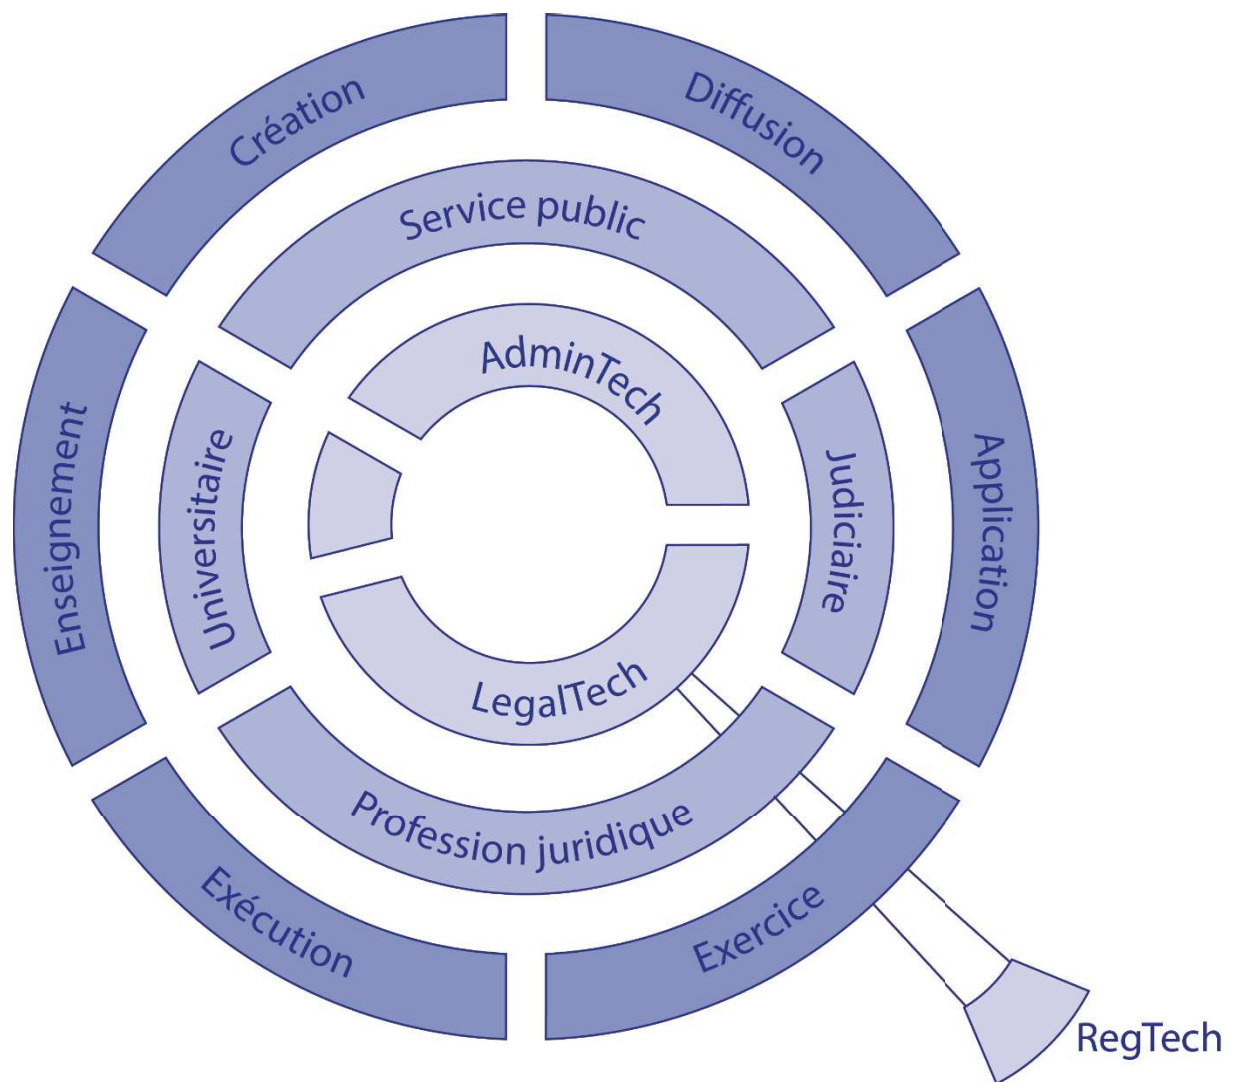 Création
Diffusion
Service public
AdminTech
Enseignement
Universitaire
Judiciaire
Application
LegalTech
Profession juridique
Exécution
Exercice
RegTech